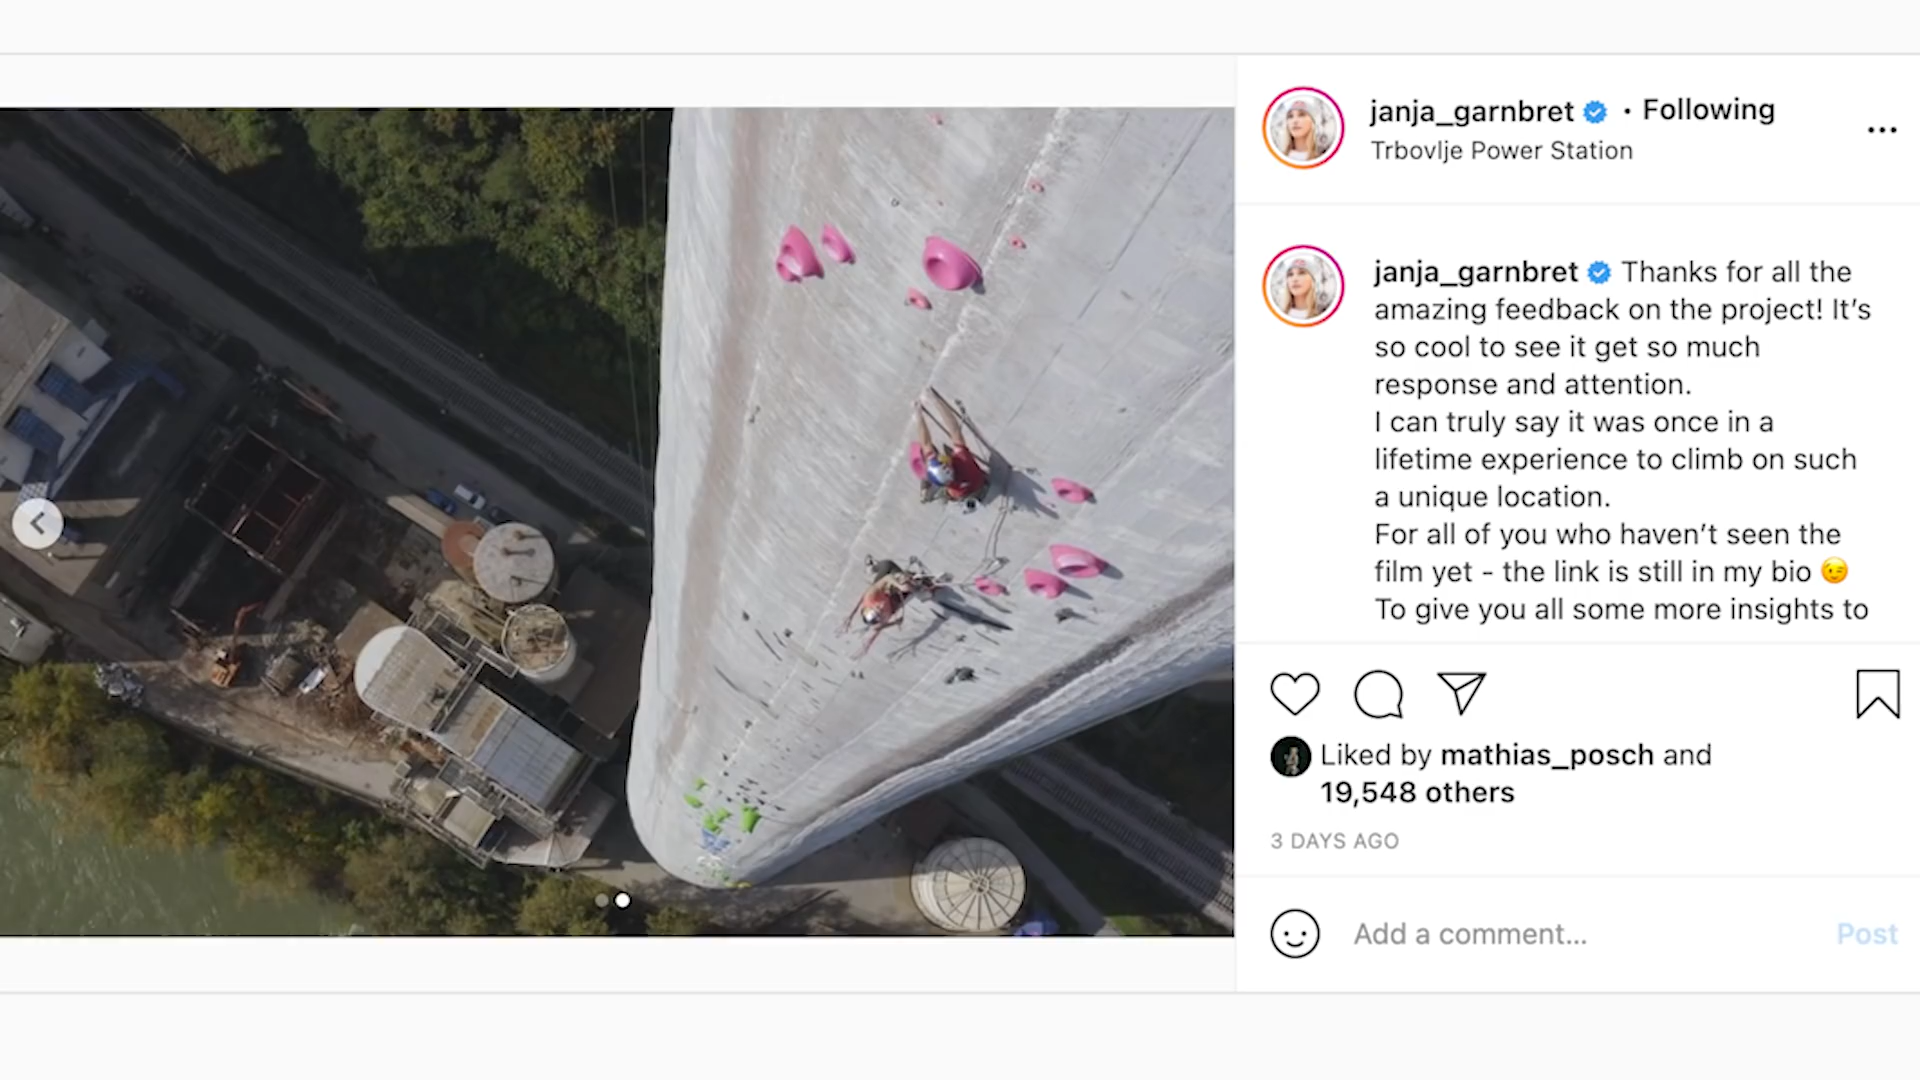 janja_garnbret • Following
Trbovlje Power Station
janja_garnbret Thanks for all the
amazing feedback on the project! It’s
so cool to see it get so much
response and attention.
I can truly say it was once in a
lifetime experience to climb on such
a unique location.
For all of you who haven’t seen the
film yet - the link is still in my bio 😉
To give you all some more insights to
Liked by mathias_posch and
19,548 others
3 DAYS AGO
Add a comment...
Post